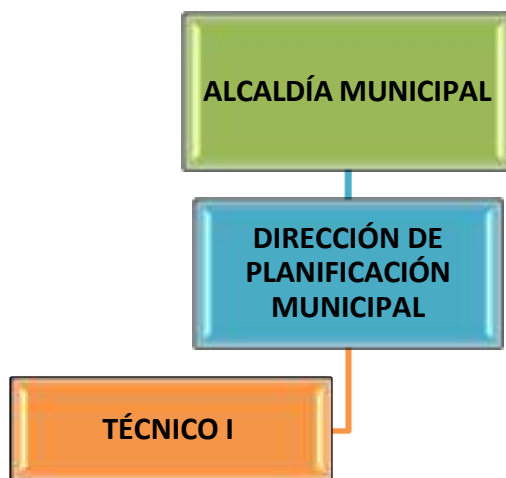 ALCALDÍA MUNICIPAL
DIRECCIÓN DE
PLANIFICACIÓN
MUNICIPAL
TÉCNICO I